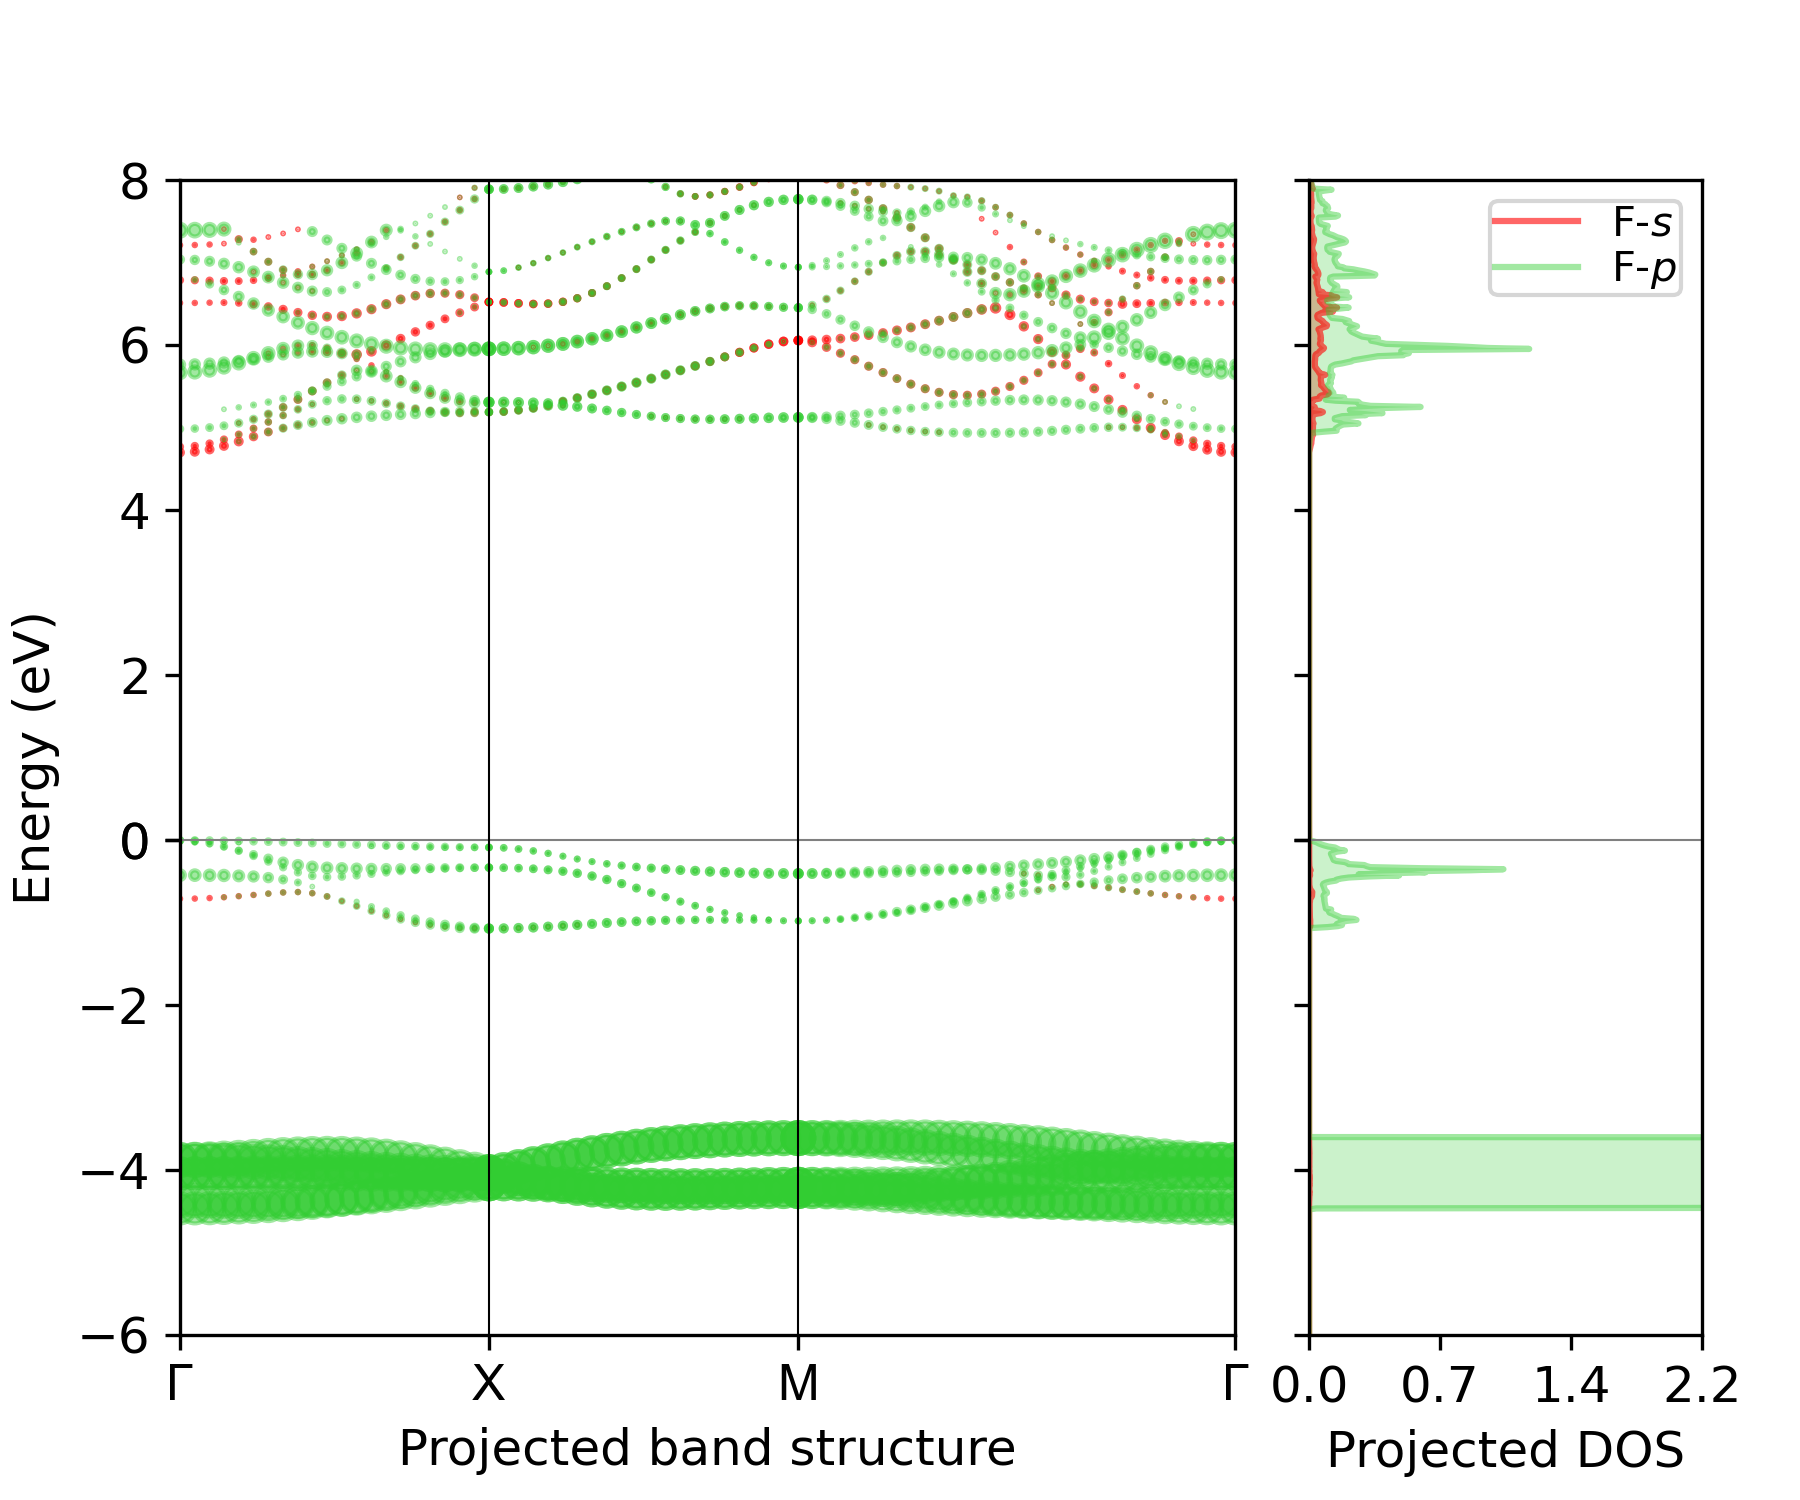 8
6
4
2
0
−2
−4
−6
Energy (eV)
Γ X M Γ
Projected band structure
F-s
F-p
0.0 0.7 1.4 2.2
Projected DOS